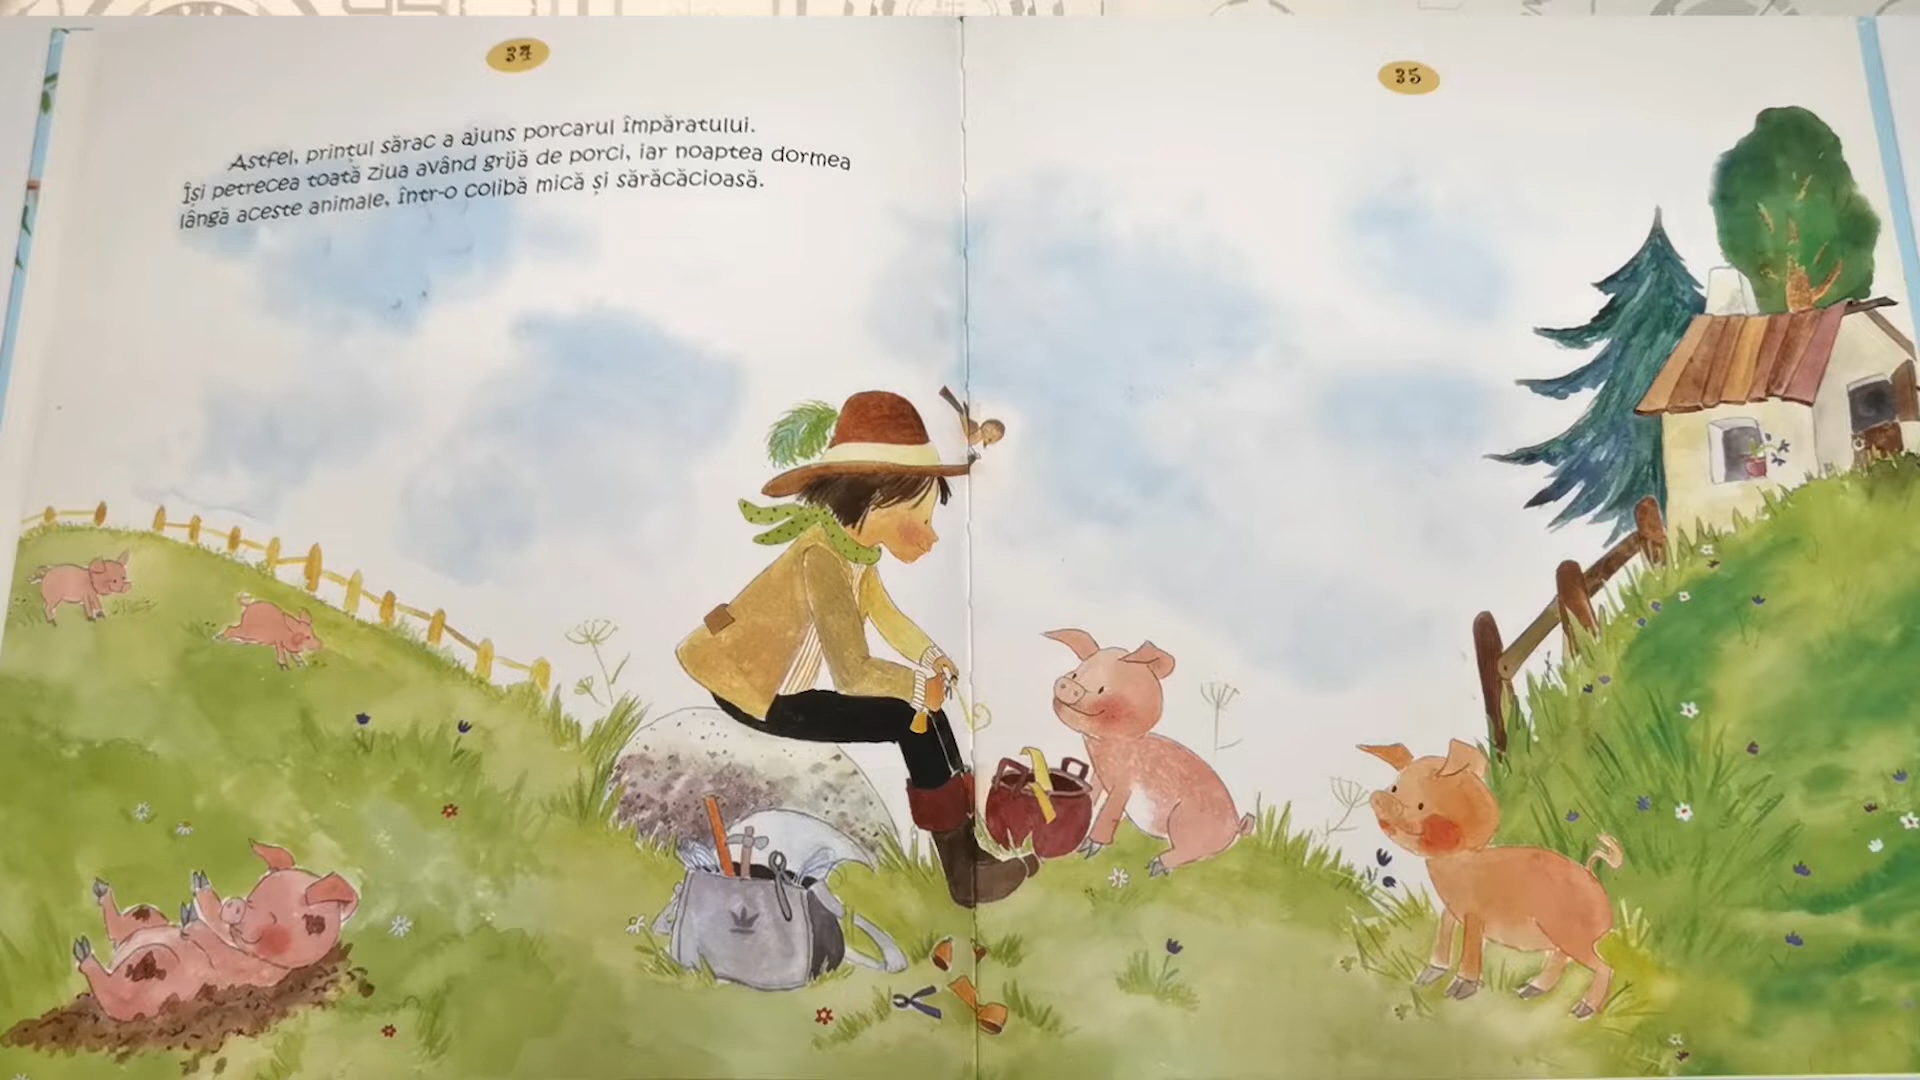 34
Astfel, prințul sărac a ajuns porcarul împăratului.
Își petrecea toată ziua având grijă de porci, iar noaptea dormea
lângă aceste animale, într-o colibă mică și sărăcăcioasă.
35